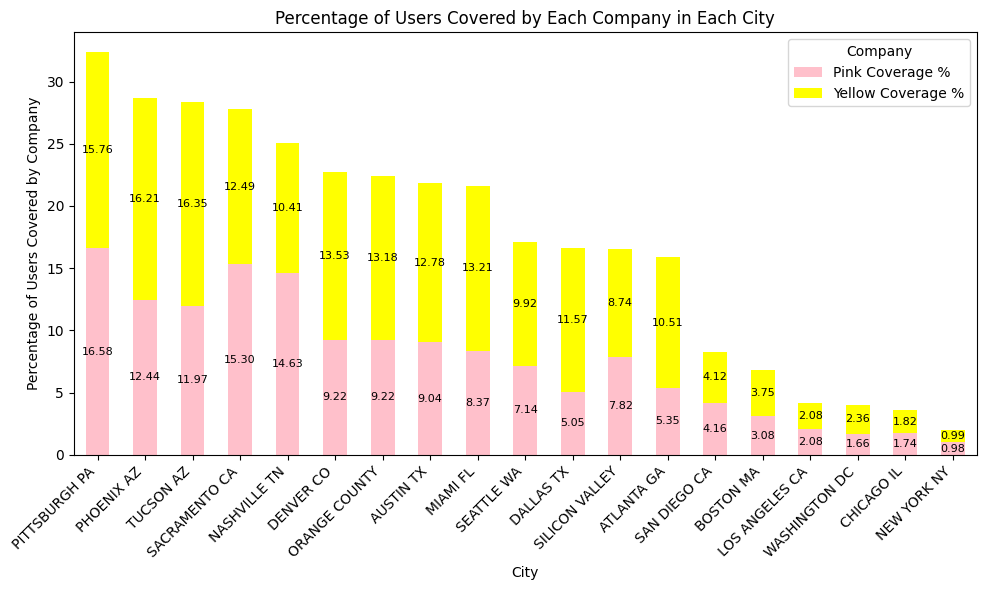 Percentage of Users Covered by Each Company in Each City
Company
Pink Coverage %
Yellow Coverage %
Percentage of Users Covered by Company
30
25
20
15
10
5
0
15.76
16.21
16.35
12.49
10.41
13.53
13.18
12.78
13.21
9.92
11.57
8.74
10.51
4.12
3.75
2.08
2.36
1.82
0.99
16.58
12.44
11.97
15.30
14.63
9.22
9.22
9.04
8.37
7.14
5.05
7.82
5.35
4.16
3.08
2.08
1.66
1.74
0.98
PITTSBURGH PA
PHOENIX AZ
TUCSON AZ
SACRAMENTO CA
NASHVILLE TN
DENVER CO
ORANGE COUNTY
AUSTIN TX
MIAMI FL
SEATTLE WA
DALLAS TX
SILICON VALLEY
ATLANTA GA
SAN DIEGO CA
BOSTON MA
LOS ANGELES CA
WASHINGTON DC
CHICAGO IL
NEW YORK NY
City